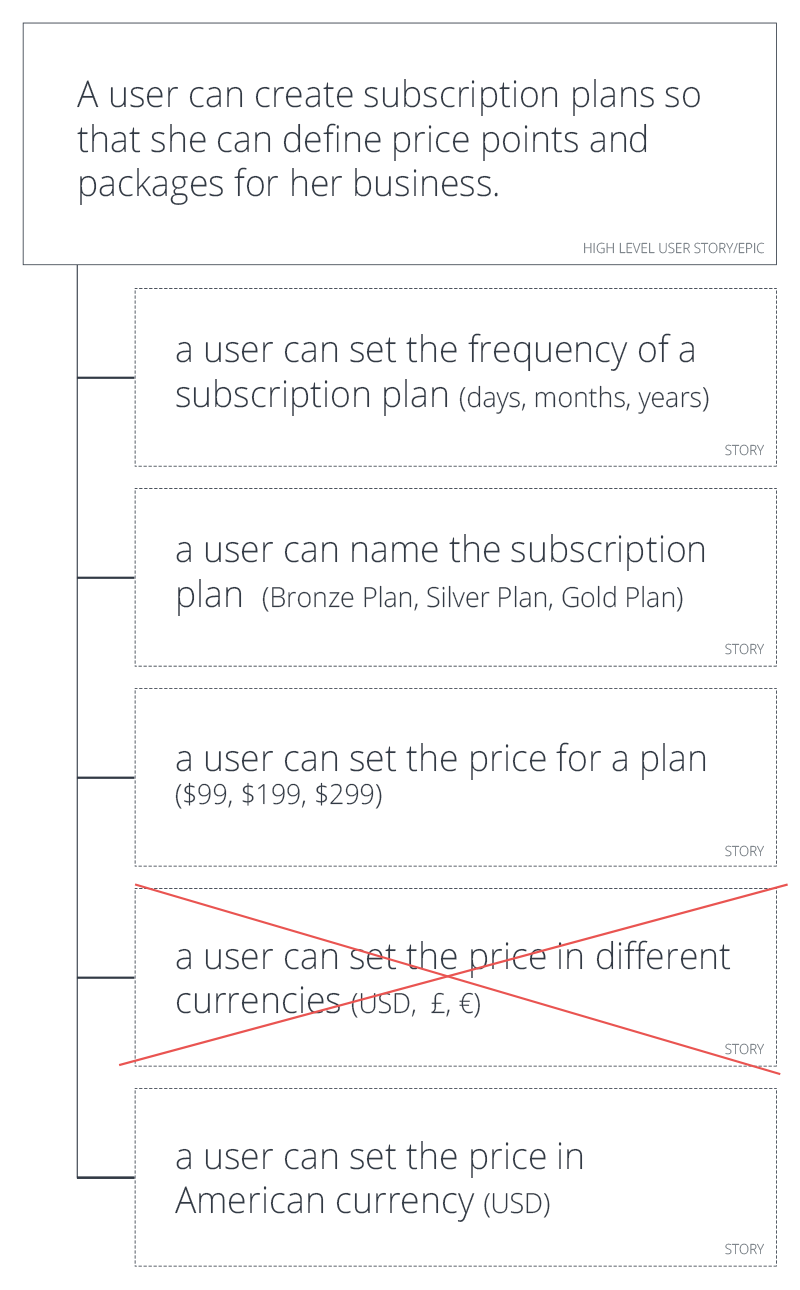 A user can create subscription plans so
that she can define price points and
packages for her business.
HIGH LEVEL USER STORY/EPIC
a user can set the frequency of a
subscription plan (days, months, years)
STORY
a user can name the subscription
plan (Bronze Plan, Silver Plan, Gold Plan)
STORY
a user can set the price for a plan
($99, $199, $299)
STORY
a user can set the price in different
currencies (USD, £, €)
STORY
a user can set the price in
American currency (USD)
STORY